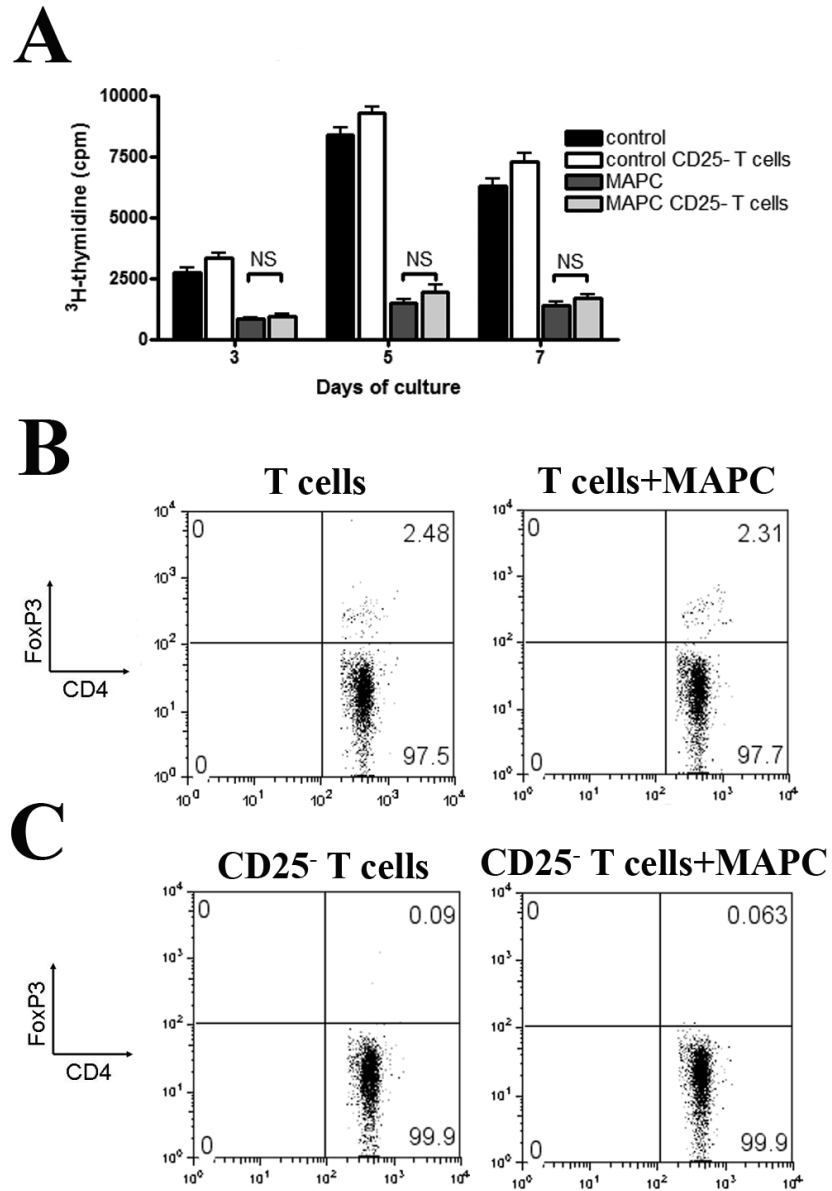 A
³H-thymidine (cpm)
10000
7500
5000
2500
0
NS
NS
NS
control
control CD25- T cells
MAPC
MAPC CD25- T cells
3 5 7
Days of culture
B
T cells
T cells+MAPC
FoxP3
CD4
10⁴
10³
10²
10¹
10⁰
0
2.48
0
97.5
10⁰ 10¹ 10² 10³ 10⁴
10⁴
10³
10²
10¹
10⁰
0
2.31
0
97.7
10⁰ 10¹ 10² 10³ 10⁴
C
CD25⁻ T cells
CD25⁻ T cells+MAPC
FoxP3
CD4
10⁴
10³
10²
10¹
10⁰
0
0.09
0
99.9
10⁰ 10¹ 10² 10³ 10⁴
10⁴
10³
10²
10¹
10⁰
0
0.063
0
99.9
10⁰ 10¹ 10² 10³ 10⁴